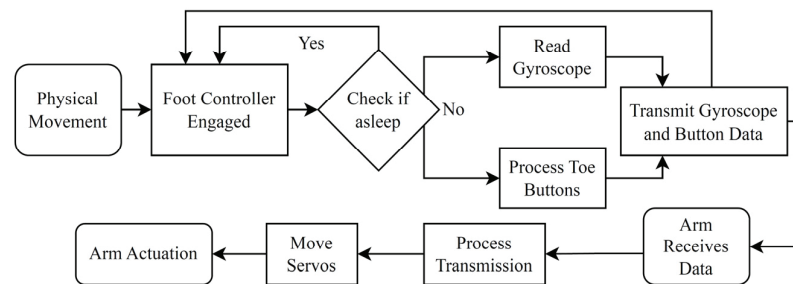 Yes
Read
Gyroscope
Physical
Movement
Foot Controller
Engaged
Check if
asleep
No
Transmit Gyroscope
and Button Data
Process Toe
Buttons
Arm Actuation
Move
Servos
Process
Transmission
Arm
Receives
Data